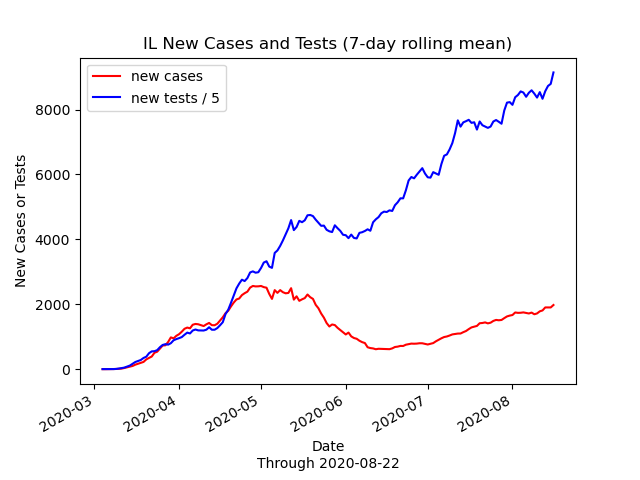 IL New Cases and Tests (7-day rolling mean)
new cases
new tests / 5
New Cases or Tests
8000
6000
4000
2000
0
2020-03
2020-04
2020-05
2020-06
2020-07
2020-08
Date
Through 2020-08-22